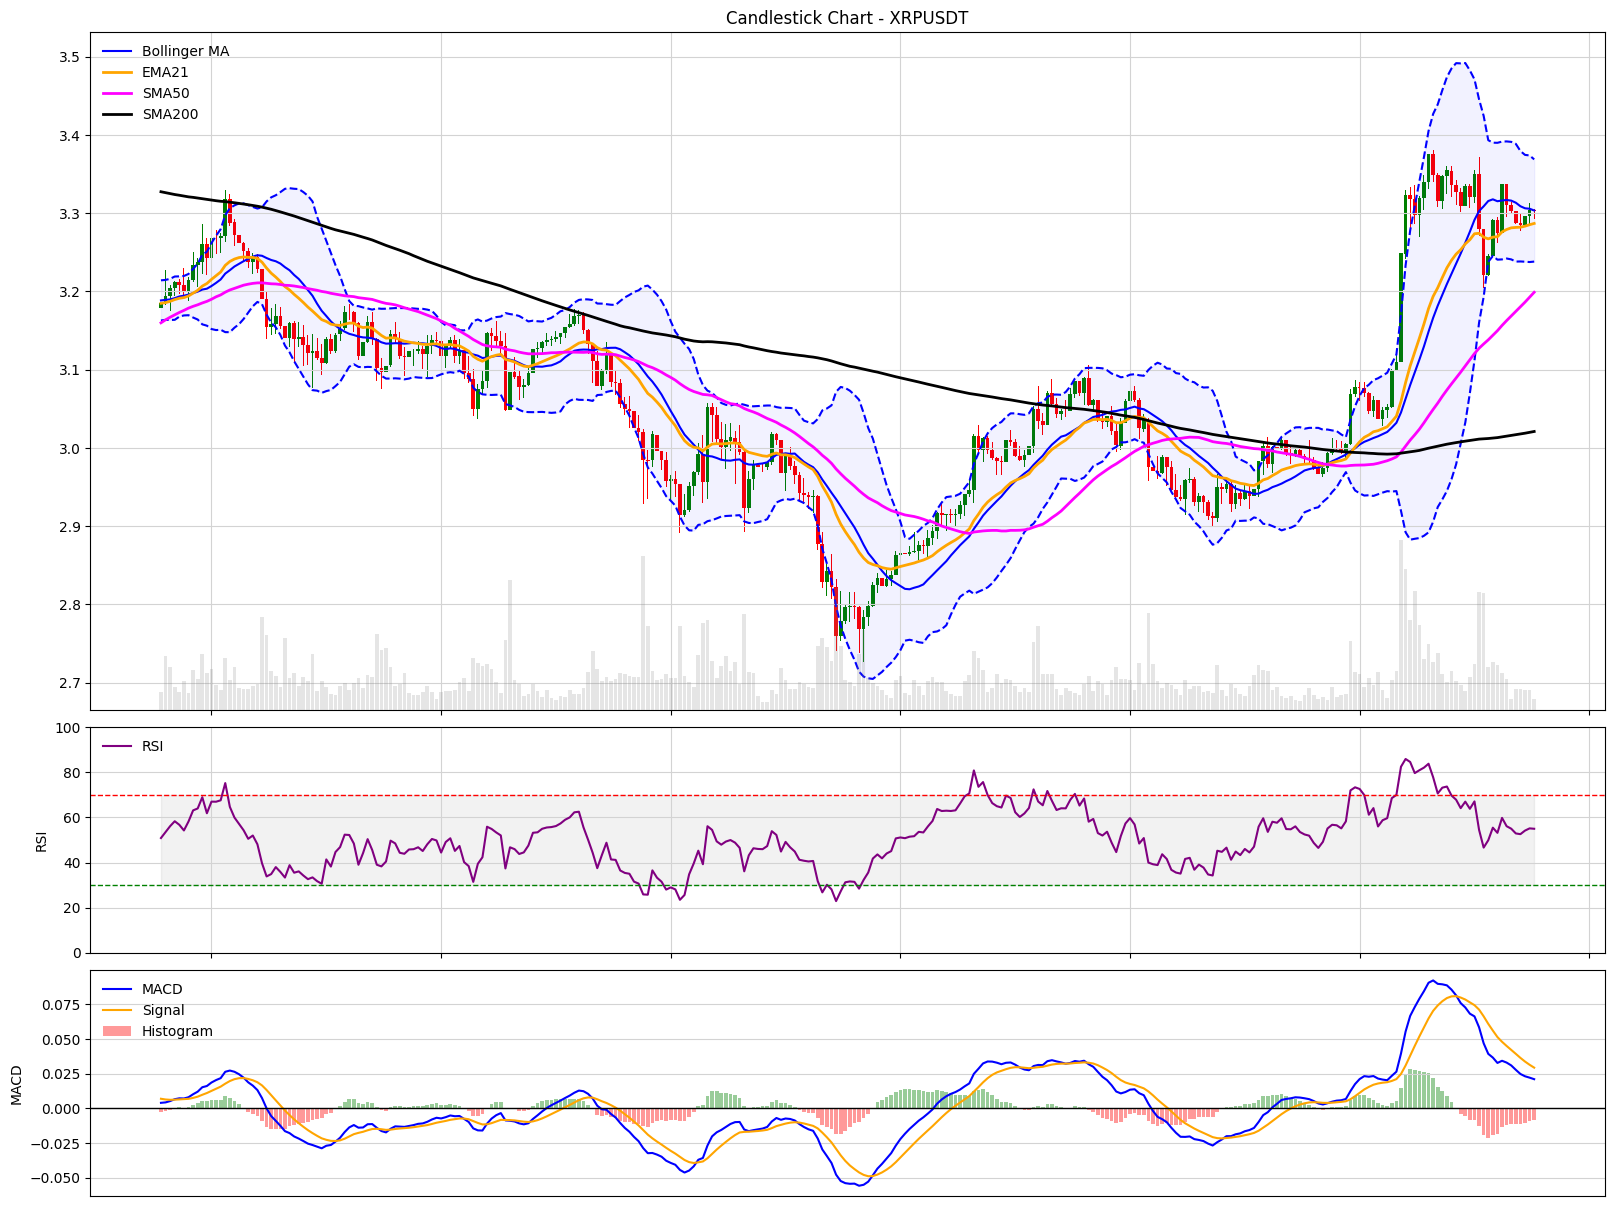 Candlestick Chart - XRPUSDT
Bollinger MA
EMA21
SMA50
SMA200
3.5
3.4
3.3
3.2
3.1
3.0
2.9
2.8
2.7
RSI
100
80
60
40
20
0
RSI
MACD
Signal
Histogram
0.075
0.050
0.025
0.000
−0.025
−0.050
MACD